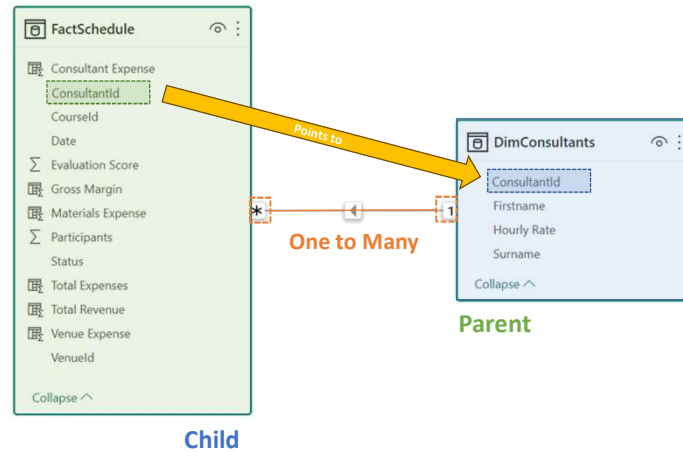 FactSchedule
Consultant Expense
ConsultantId
CourseId
Date
Evaluation Score
Gross Margin
Materials Expense
Participants
Status
Total Expenses
Total Revenue
Venue Expense
VenueId
Collapse
Child
Points to
*
1
One to Many
DimConsultants
ConsultantId
Firstname
Hourly Rate
Surname
Collapse
Parent